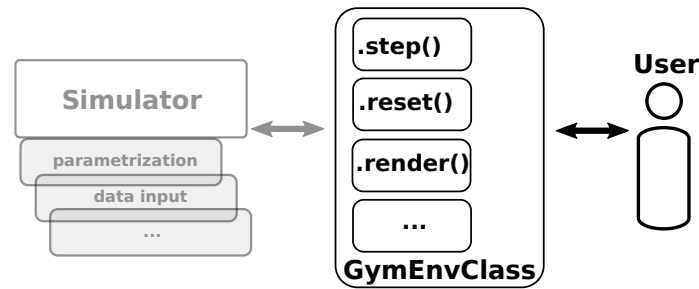 Simulator
parametrization
data input
...
.step()
.reset()
.render()
...
GymEnvClass
User